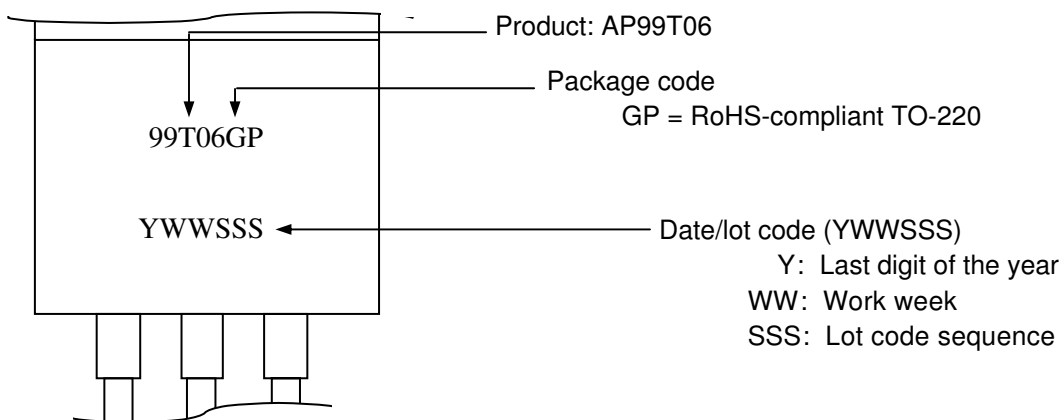 Product: AP99T06
Package code
GP = RoHS-compliant TO-220
99T06GP
YWWSSS
Date/lot code (YWWSSS)
Y: Last digit of the year
WW: Work week
SSS: Lot code sequence